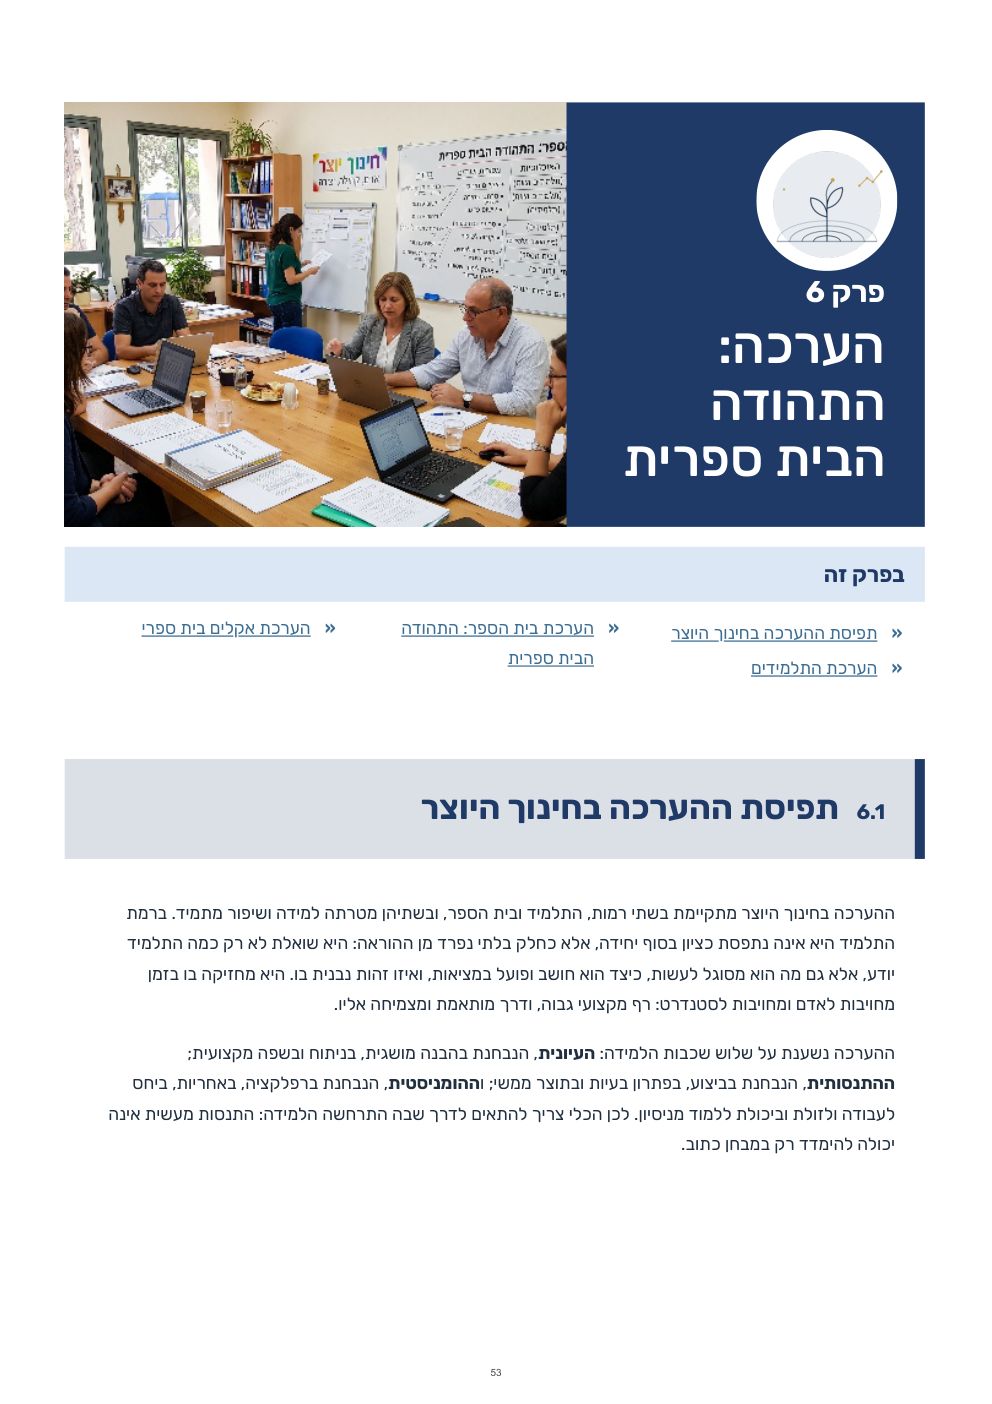 חינוך יוצר
ספר: התהודה הבית ספרית
פרק 6
הערכה:
התהודה
הבית ספרית
בפרק זה
« תפיסת ההערכה בחינוך היוצר
« הערכת התלמידים
« הערכת בית הספר: התהודה
הבית ספרית
« הערכת אקלים בית ספרי
6.1 תפיסת ההערכה בחינוך היוצר
ההערכה בחינוך היוצר מתקיימת בשתי רמות, התלמיד ובית הספר, ובשתיהן מטרתה למידה ושיפור מתמיד. ברמת
התלמיד היא אינה נתפסת כציון בסוף יחידה, אלא כחלק בלתי נפרד מן ההוראה: היא שואלת לא רק כמה התלמיד
יודע, אלא גם מה הוא מסוגל לעשות, כיצד הוא חושב ופועל במציאות, ואיזו זהות נבנית בו. היא מחזיקה בו בזמן
מחויבות לאדם ומחויבות לסטנדרט: רף מקצועי גבוה, ודרך מותאמת ומצמיחה אליו.
ההערכה נשענת על שלוש שכבות הלמידה: העיונית, הנבחנת בהבנה מושגית, בניתוח ובשפה מקצועית;
ההתנסותית, הנבחנת בביצוע, בפתרון בעיות ובתוצר ממשי; וההומניסטית, הנבחנת ברפלקציה, באחריות, ביחס
לעבודה ולזולת וביכולת ללמוד מניסיון. לכן הכלי צריך להתאים לדרך שבה התרחשה הלמידה: התנסות מעשית אינה
יכולה להימדד רק במבחן כתוב.
53